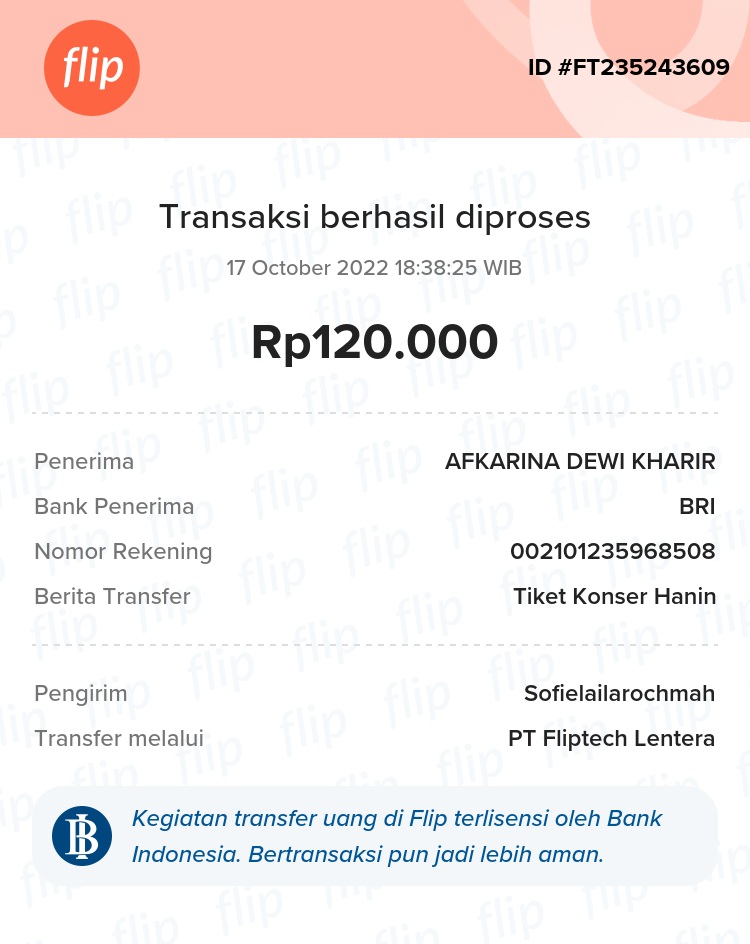 flip
ID #FT235243609
Transaksi berhasil diproses
17 October 2022 18:38:25 WIB
Rp120.000
Penerima AFKARINA DEWI KHARIR
Bank Penerima BRI
Nomor Rekening 002101235968508
Berita Transfer Tiket Konser Hanin
Pengirim Sofielailarochmah
Transfer melalui PT Fliptech Lentera
Kegiatan transfer uang di Flip terlisensi oleh Bank
Indonesia. Bertransaksi pun jadi lebih aman.